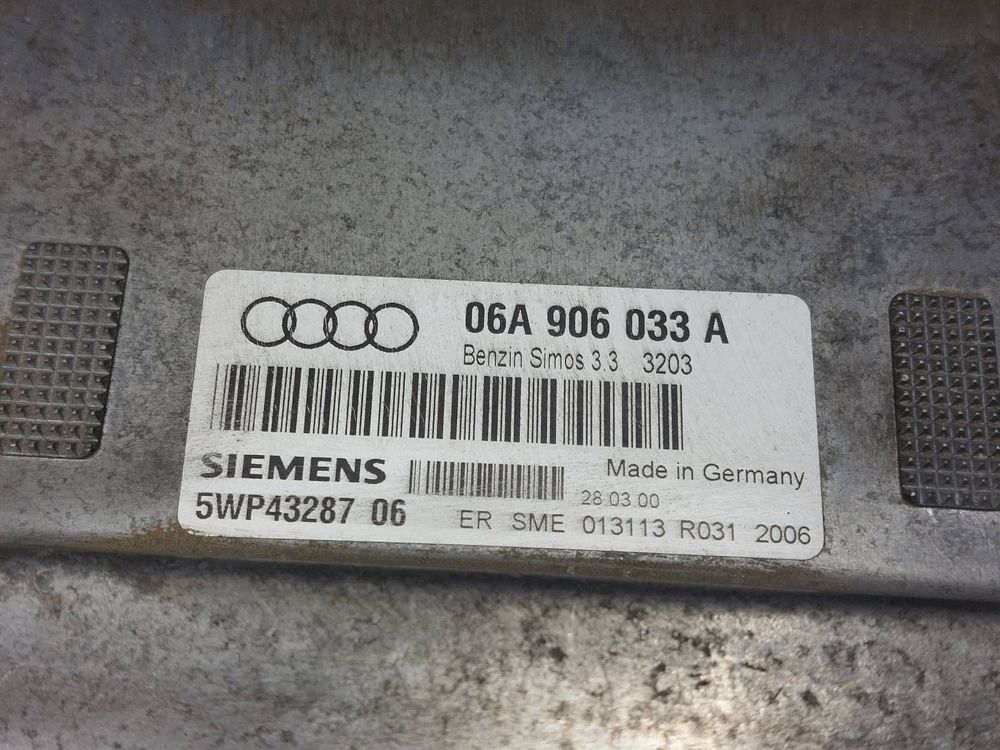 06A 906 033 A
Benzin Simos 3.3 3203
SIEMENS
Made in Germany
5WP43287 06
28 03 00
ER SME 013113 R031 2006